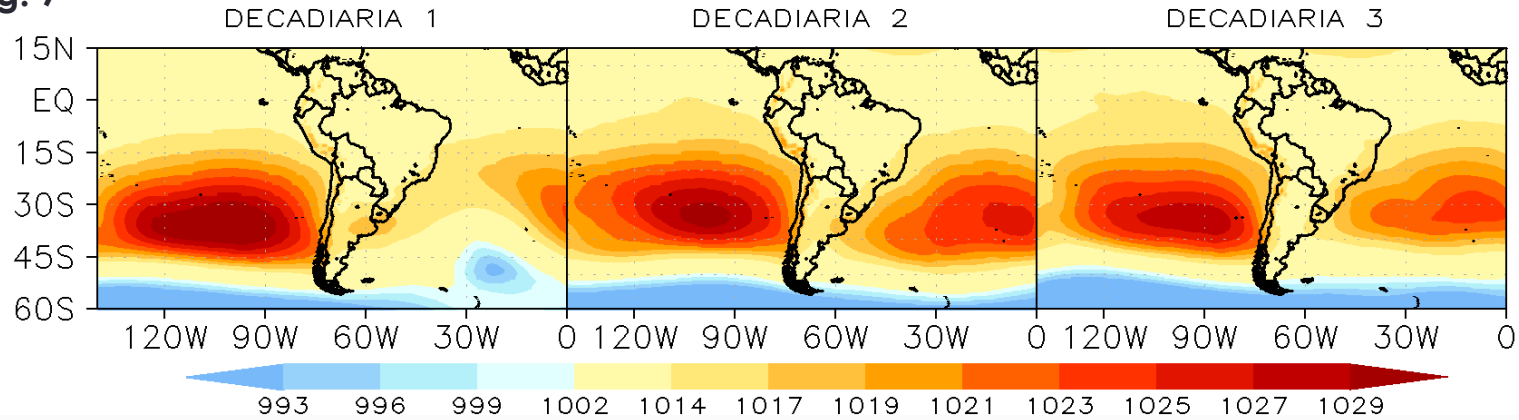 g. 7
DECADIARIA 1 DECADIARIA 2 DECADIARIA 3
15N
EQ
15S
30S
45S
60S
120W 90W 60W 30W 0 120W 90W 60W 30W 0 120W 90W 60W 30W 0
993 996 999 1002 1014 1017 1019 1021 1023 1025 1027 1029